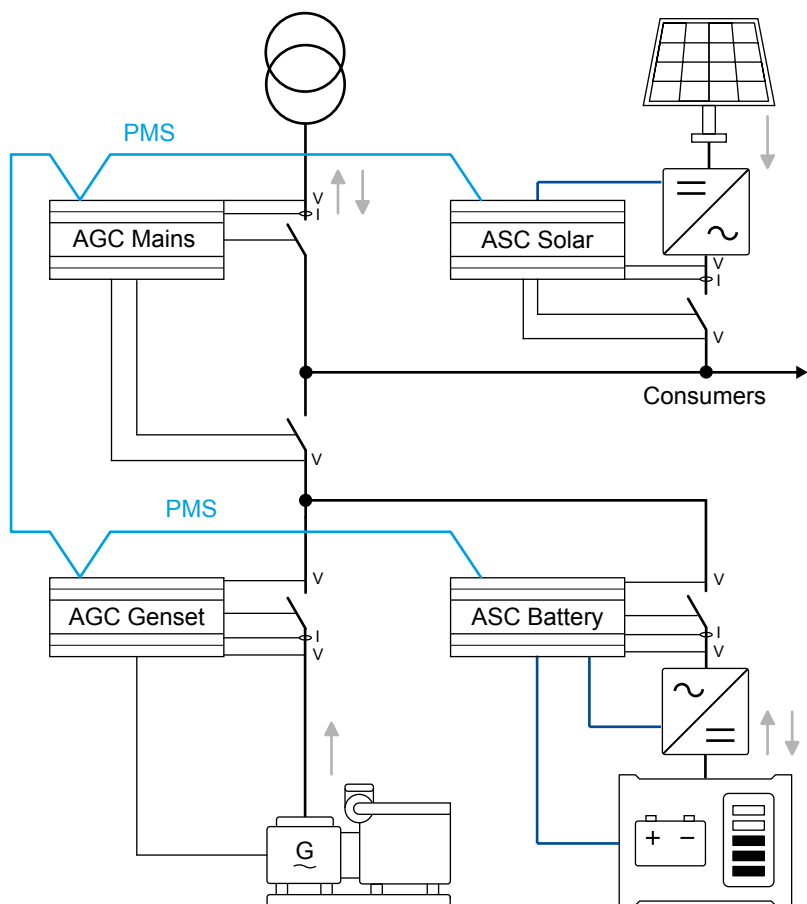 PMS
V
I
AGC Mains
ASC Solar
V
I
V
Consumers
V
PMS
V
V
AGC Genset
ASC Battery
I
I
V
V
G
+ −